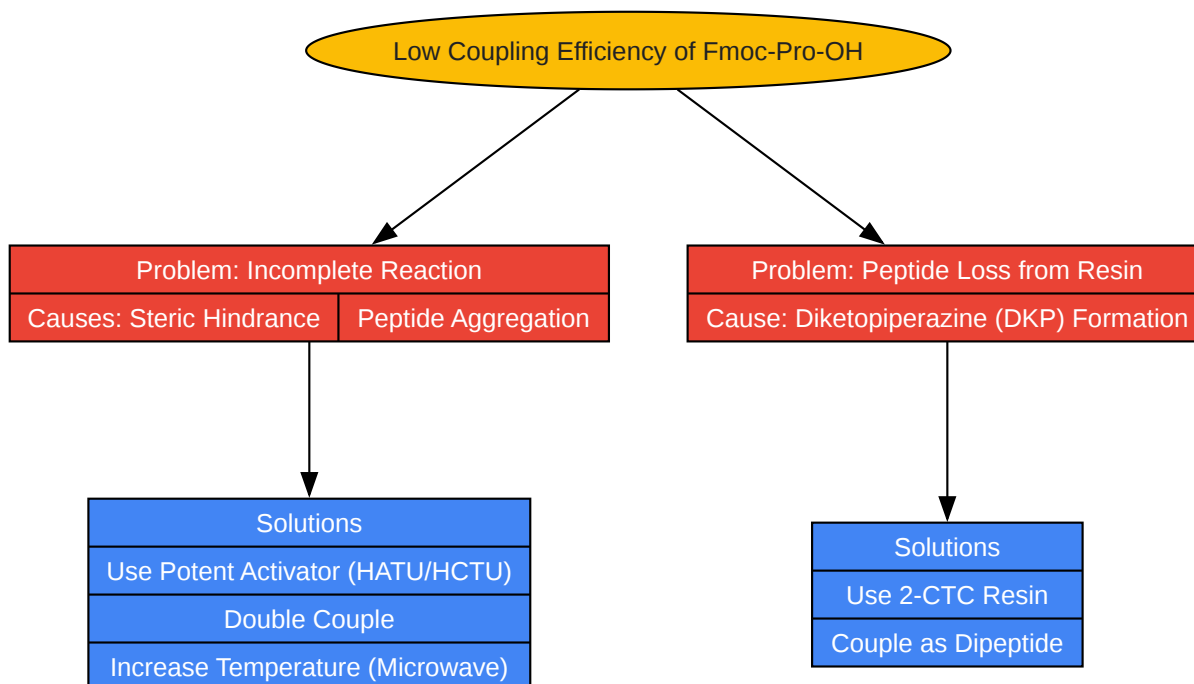 Low Coupling Efficiency of Fmoc-Pro-OH
Problem: Incomplete Reaction
Causes: Steric Hindrance
Peptide Aggregation
Problem: Peptide Loss from Resin
Cause: Diketopiperazine (DKP) Formation
Solutions
Use Potent Activator (HATU/HCTU)
Double Couple
Increase Temperature (Microwave)
Solutions
Use 2-CTC Resin
Couple as Dipeptide